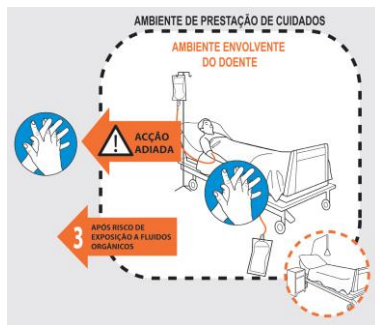 AMBIENTE DE PRESTAÇÃO DE CUIDADOS
AMBIENTE ENVOLVENTE
DO DOENTE
ACÇÃO
ADIADA
3
APÓS RISCO DE
EXPOSIÇÃO A FLUIDOS
ORGÂNICOS